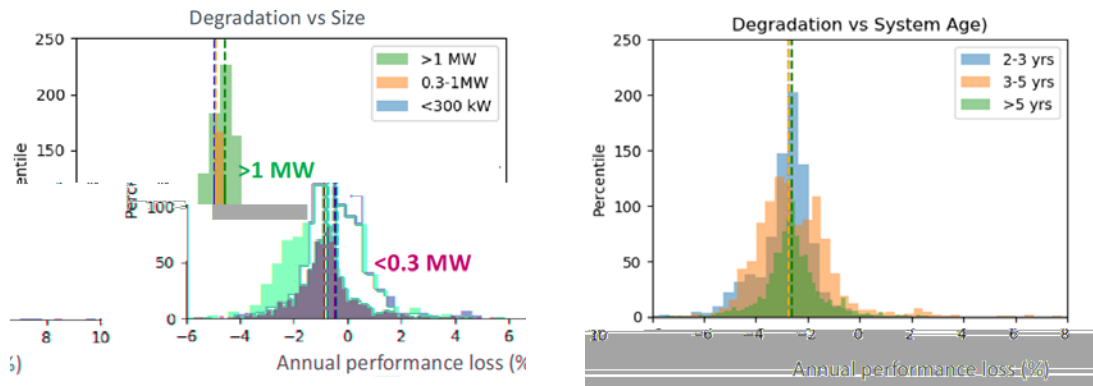 Degradation vs Size
250
200
150
100
50
0
>1 MW
0.3-1MW
<300 kW
>1 MW
<0.3 MW
8
10
−6
−4
−2
0
2
4
6
Annual performance loss (%
Degradation vs System Age)
Percentile
250
200
150
100
50
0
2-3 yrs
3-5 yrs
>5 yrs
−6
−4
−2
0
2
4
6
8
Annual performance loss (%)